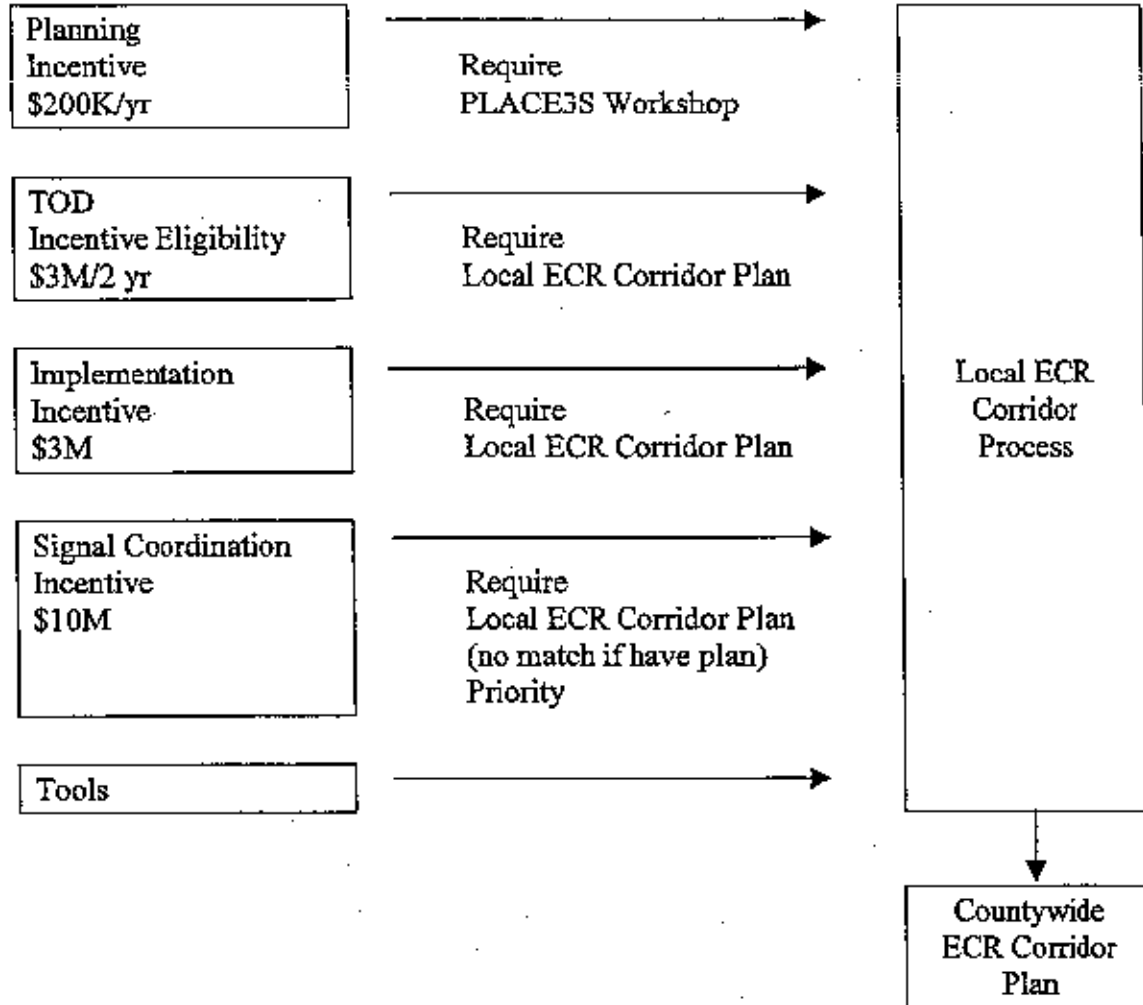 Planning
Incentive
$200K/yr
Require
PLACE3S Workshop
TOD
Incentive Eligibility
$3M/2 yr
Require
Local ECR Corridor Plan
Implementation
Incentive
$3M
Require
Local ECR Corridor Plan
Local ECR
Corridor
Process
Signal Coordination
Incentive
$10M
Require
Local ECR Corridor Plan
(no match if have plan)
Priority
Tools
Countywide
ECR Corridor
Plan